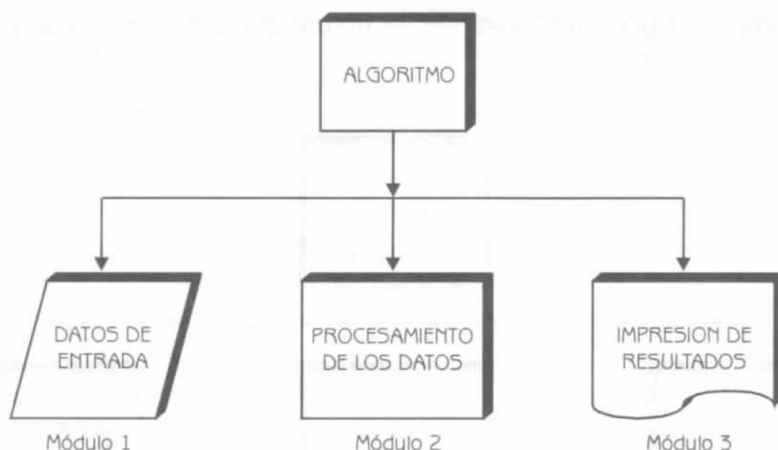 ALGORITMO
DATOS DE
ENTRADA
PROCESAMIENTO
DE LOS DATOS
IMPRESION DE
RESULTADOS
Módulo 1
Módulo 2
Módulo 3